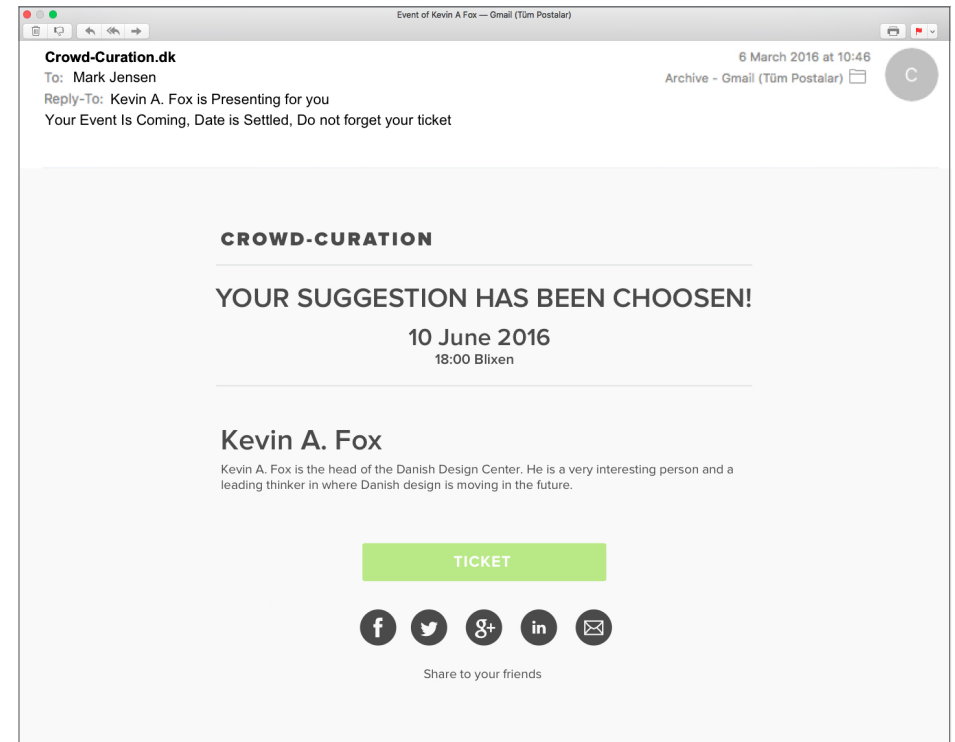 Event of Kevin A Fox — Gmail (Tüm Postalar)
Crowd-Curation.dk
6 March 2016 at 10:46
To: Mark Jensen
Archive - Gmail (Tüm Postalar)
C
Reply-To: Kevin A. Fox is Presenting for you
Your Event Is Coming, Date is Settled, Do not forget your ticket
CROWD-CURATION
YOUR SUGGESTION HAS BEEN CHOOSEN!
10 June 2016
18:00 Blixen
Kevin A. Fox
Kevin A. Fox is the head of the Danish Design Center. He is a very interesting person and a
leading thinker in where Danish design is moving in the future.
TICKET
f g+ in
Share to your friends